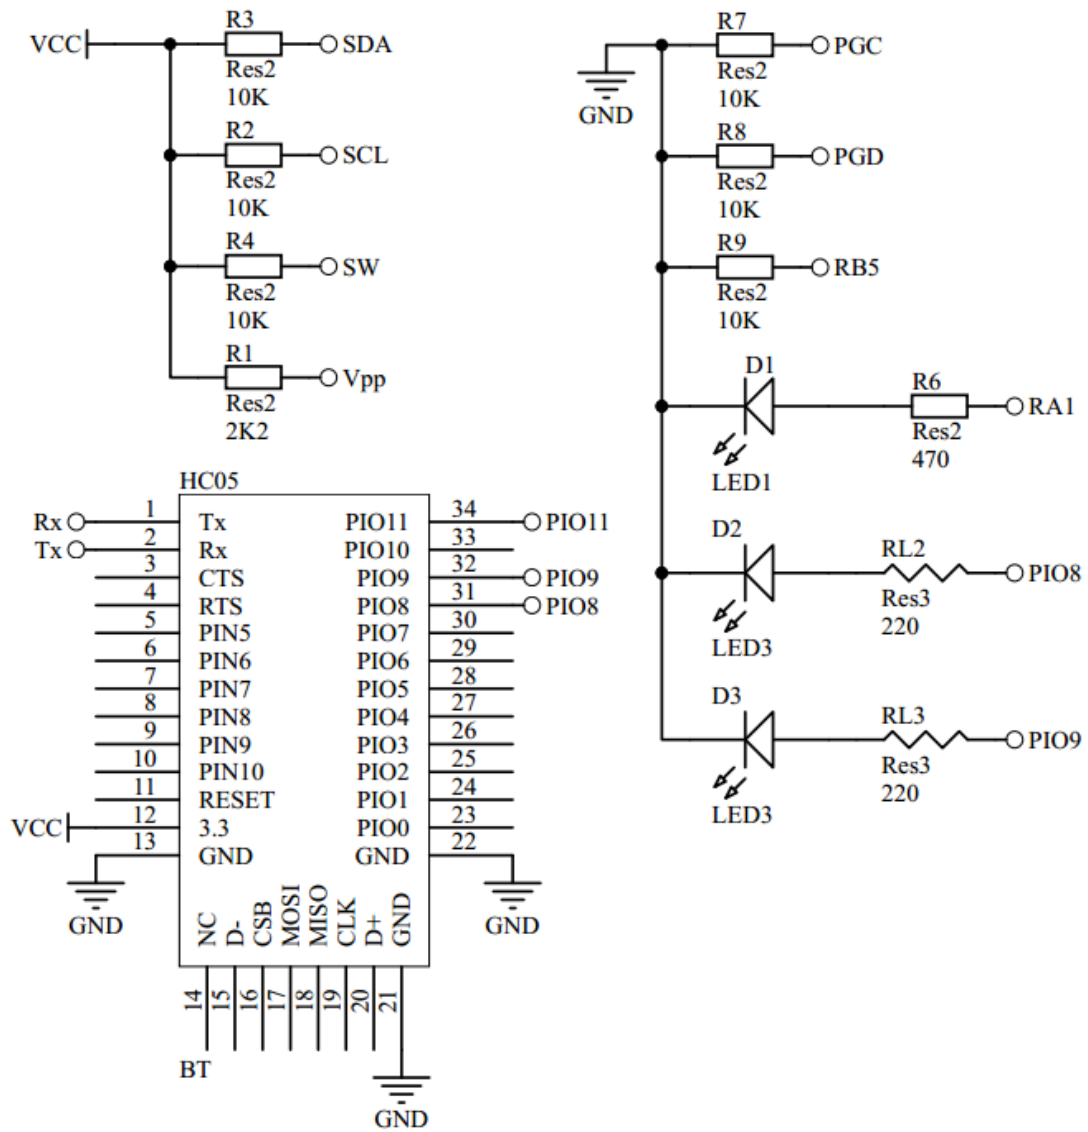 R3
VCC
SDA
Res2
10K
R2
SCL
Res2
10K
R4
SW
Res2
10K
R1
Vpp
Res2
2K2
R7
PGC
Res2
10K
GND
R8
PGD
Res2
10K
R9
RB5
Res2
10K
D1
R6
RA1
Res2
470
LED1
D2
RL2
PIO8
Res3
220
LED3
D3
RL3
PIO9
Res3
220
LED3
HC05
Rx 1 Tx PIO11 34 PIO11
Tx 2 Rx PIO10 33
3 CTS PIO9 32 PIO9
4 RTS PIO8 31 PIO8
5 PIN5 PIO7 30
6 PIN6 PIO6 29
7 PIN7 PIO5 28
8 PIN8 PIO4 27
9 PIN9 PIO3 26
10 PIN10 PIO2 25
11 RESET PIO1 24
VCC 12 3.3 PIO0 23
13 GND GND 22
GND
GND
NC D- CSB MOSI MISO CLK D+ GND
14 15 16 17 18 19 20 21
BT
GND